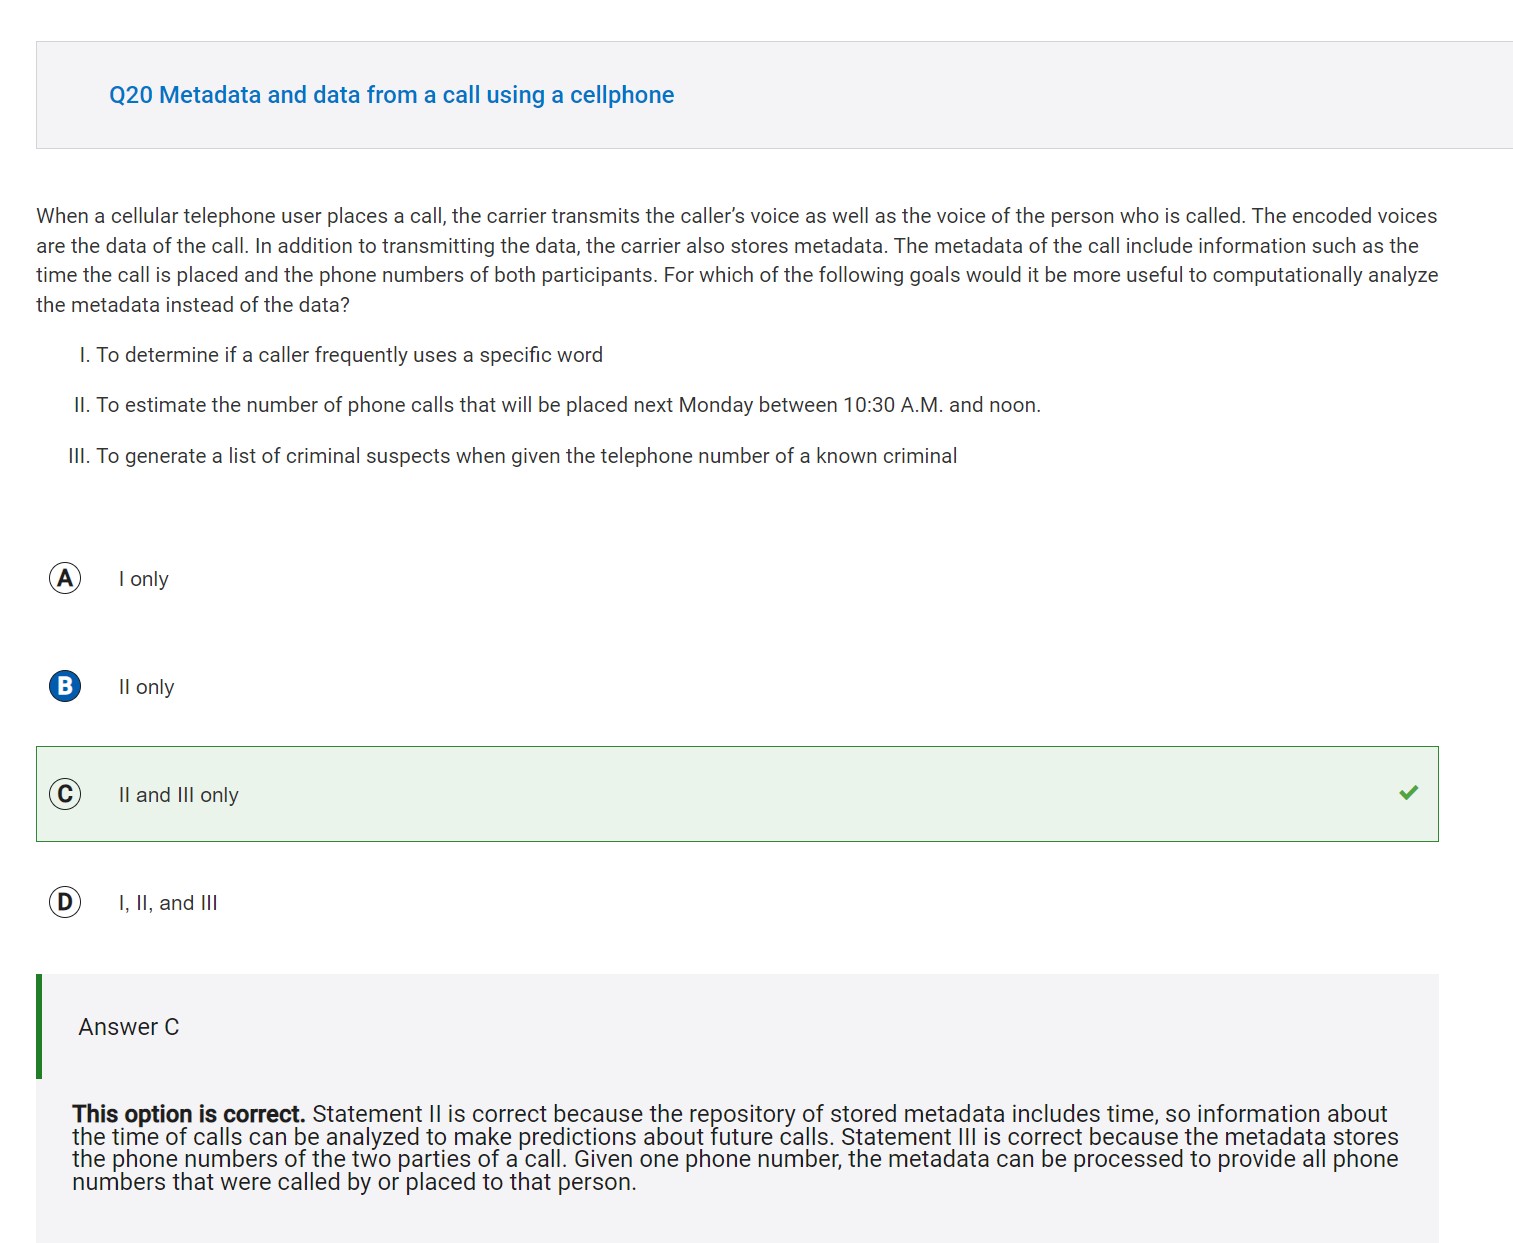 Q20 Metadata and data from a call using a cellphone
When a cellular telephone user places a call, the carrier transmits the caller’s voice as well as the voice of the person who is called. The encoded voices
are the data of the call. In addition to transmitting the data, the carrier also stores metadata. The metadata of the call include information such as the
time the call is placed and the phone numbers of both participants. For which of the following goals would it be more useful to computationally analyze
the metadata instead of the data?
I. To determine if a caller frequently uses a specific word
II. To estimate the number of phone calls that will be placed next Monday between 10:30 A.M. and noon.
III. To generate a list of criminal suspects when given the telephone number of a known criminal
A I only
B II only
C II and III only
D I, II, and III
Answer C
This option is correct. Statement II is correct because the repository of stored metadata includes time, so information about
the time of calls can be analyzed to make predictions about future calls. Statement III is correct because the metadata stores
the phone numbers of the two parties of a call. Given one phone number, the metadata can be processed to provide all phone
numbers that were called by or placed to that person.